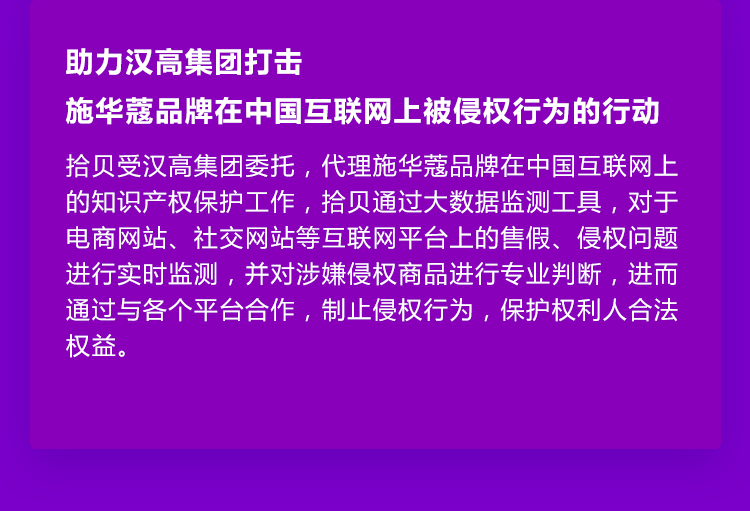 助力汉高集团打击
施华蔻品牌在中国互联网上被侵权行为的行动
拾贝受汉高集团委托，代理施华蔻品牌在中国互联网上
的知识产权保护工作，拾贝通过大数据监测工具，对于
电商网站、社交网站等互联网平台上的售假、侵权问题
进行实时监测，并对涉嫌侵权商品进行专业判断，进而
通过与各个平台合作，制止侵权行为，保护权利人合法
权益。